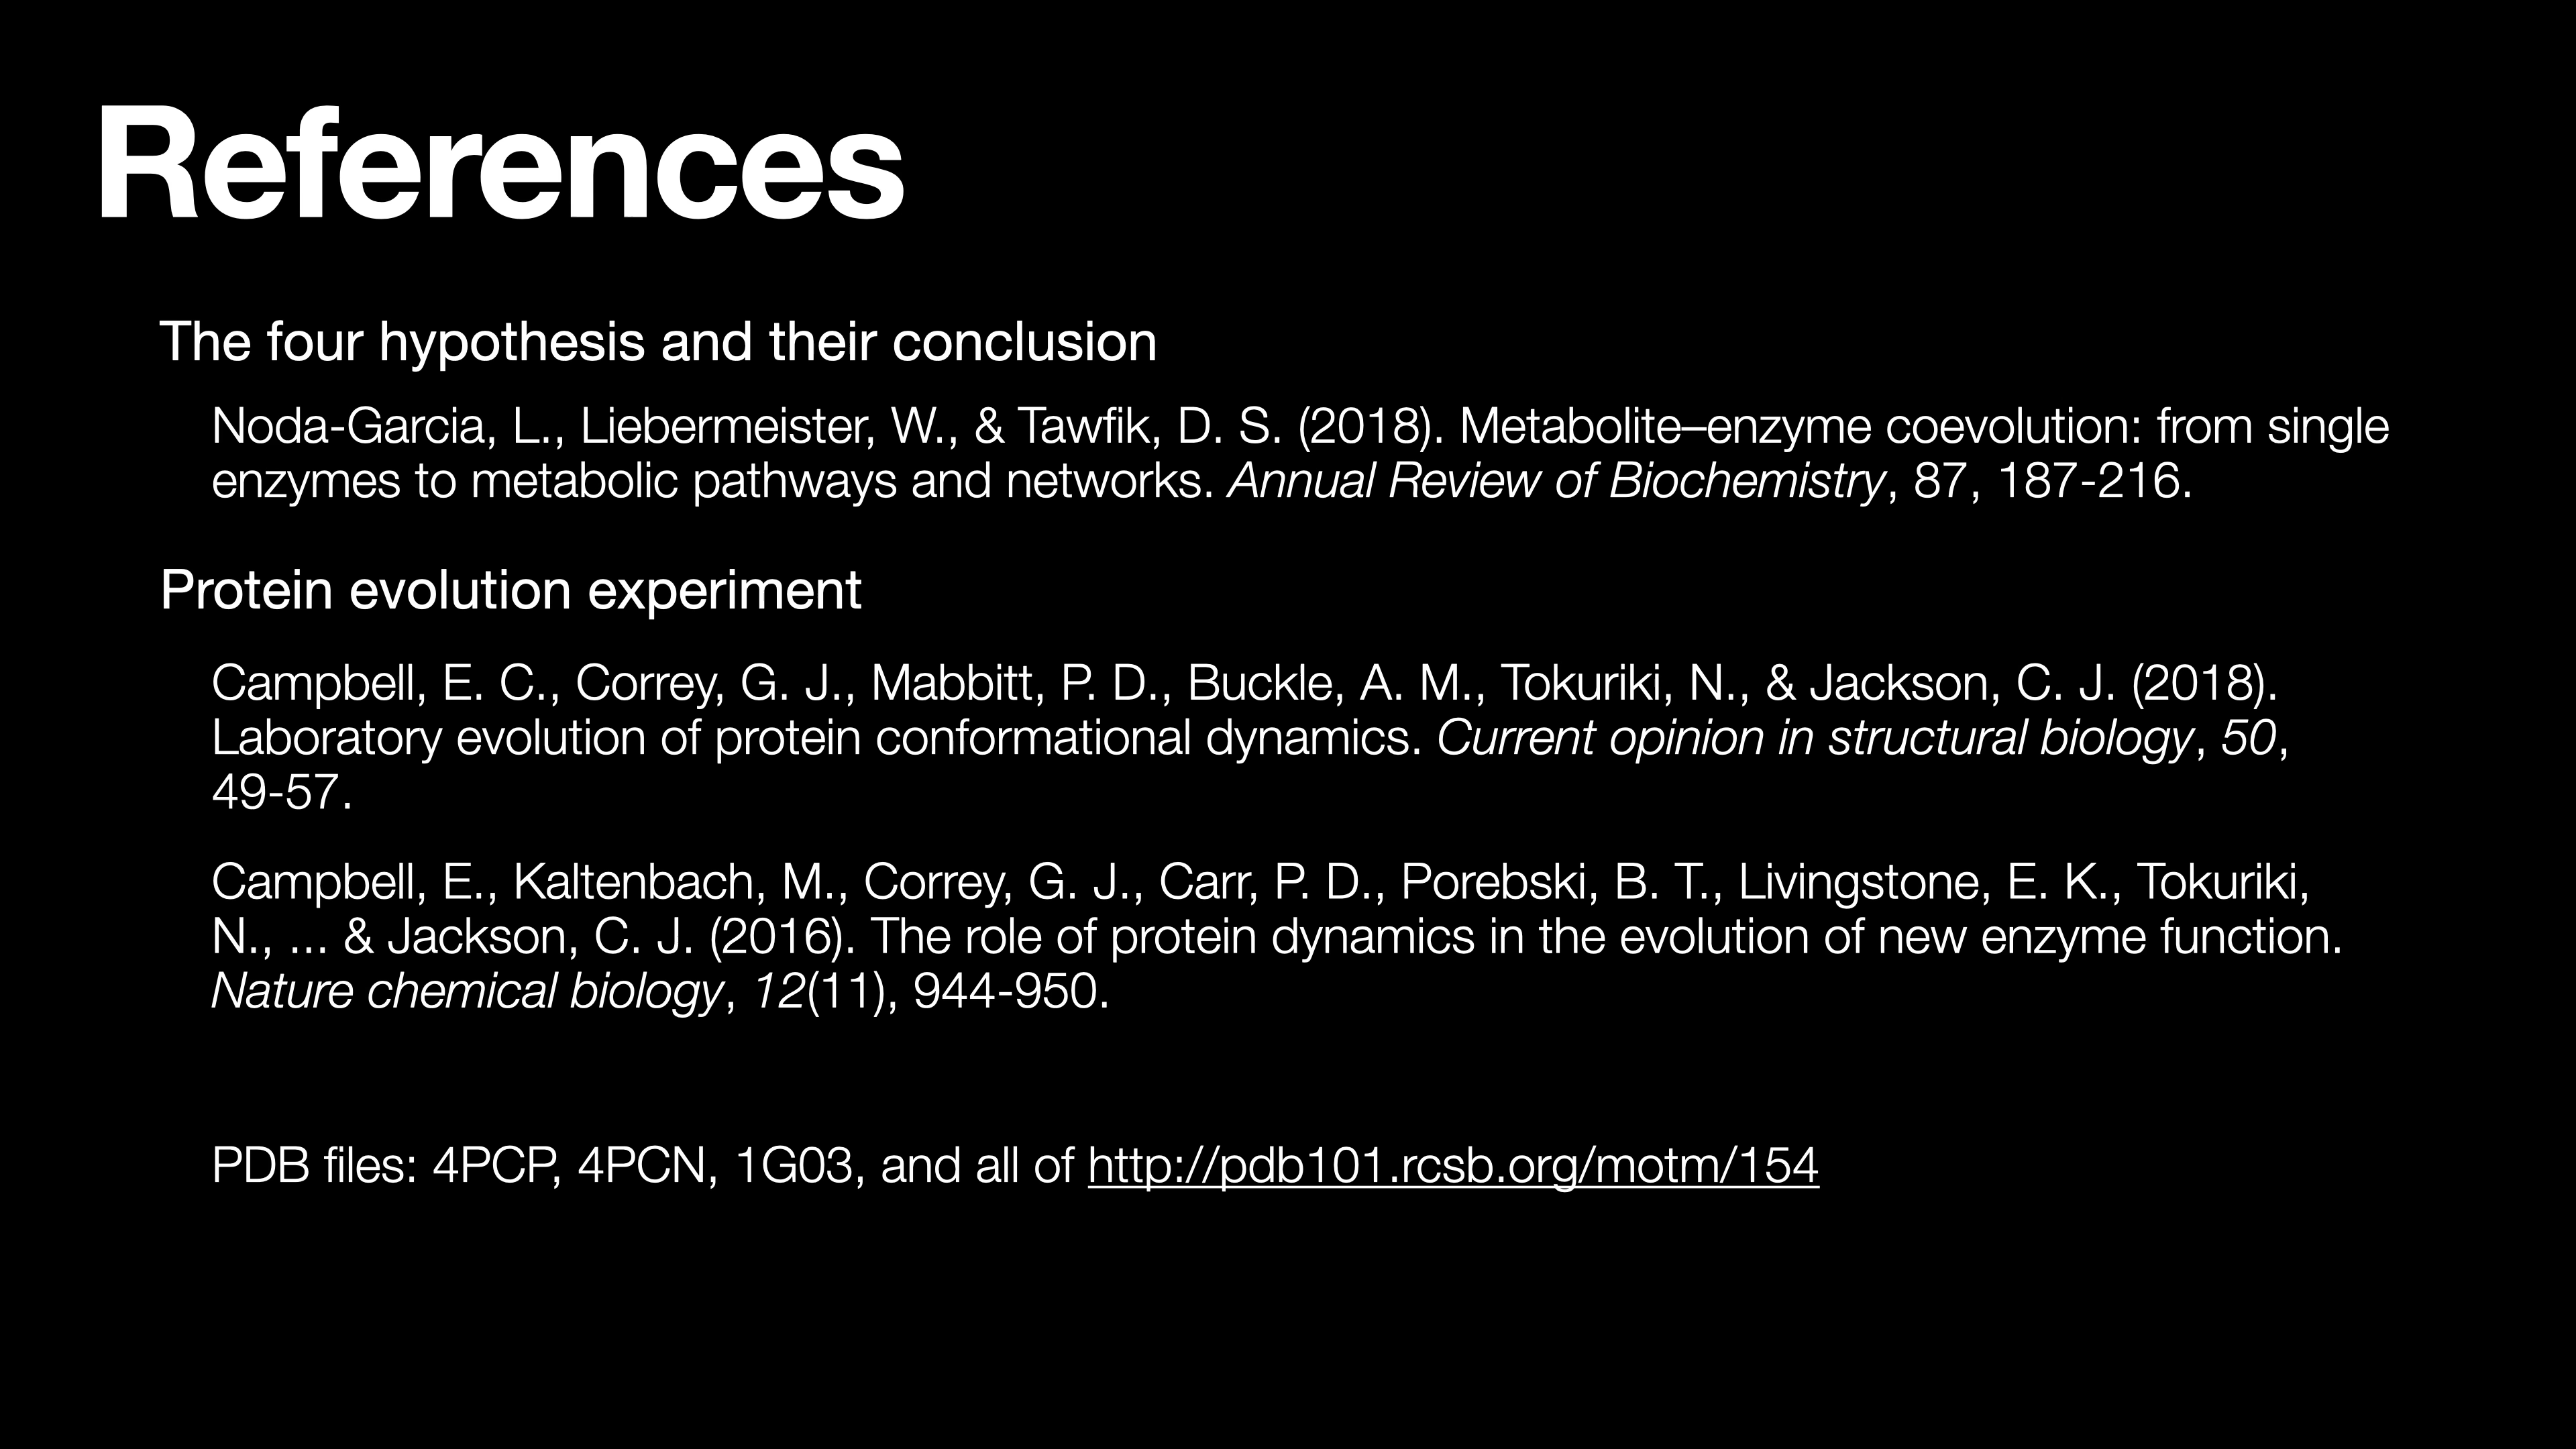 References
The four hypothesis and their conclusion
Noda-Garcia, L., Liebermeister, W., & Tawfik, D. S. (2018). Metabolite–enzyme coevolution: from single
enzymes to metabolic pathways and networks. Annual Review of Biochemistry, 87, 187-216.
Protein evolution experiment
Campbell, E. C., Correy, G. J., Mabbitt, P. D., Buckle, A. M., Tokuriki, N., & Jackson, C. J. (2018).
Laboratory evolution of protein conformational dynamics. Current opinion in structural biology, 50,
49-57.
Campbell, E., Kaltenbach, M., Correy, G. J., Carr, P. D., Porebski, B. T., Livingstone, E. K., Tokuriki,
N., ... & Jackson, C. J. (2016). The role of protein dynamics in the evolution of new enzyme function.
Nature chemical biology, 12(11), 944-950.
PDB files: 4PCP, 4PCN, 1G03, and all of http://pdb101.rcsb.org/motm/154